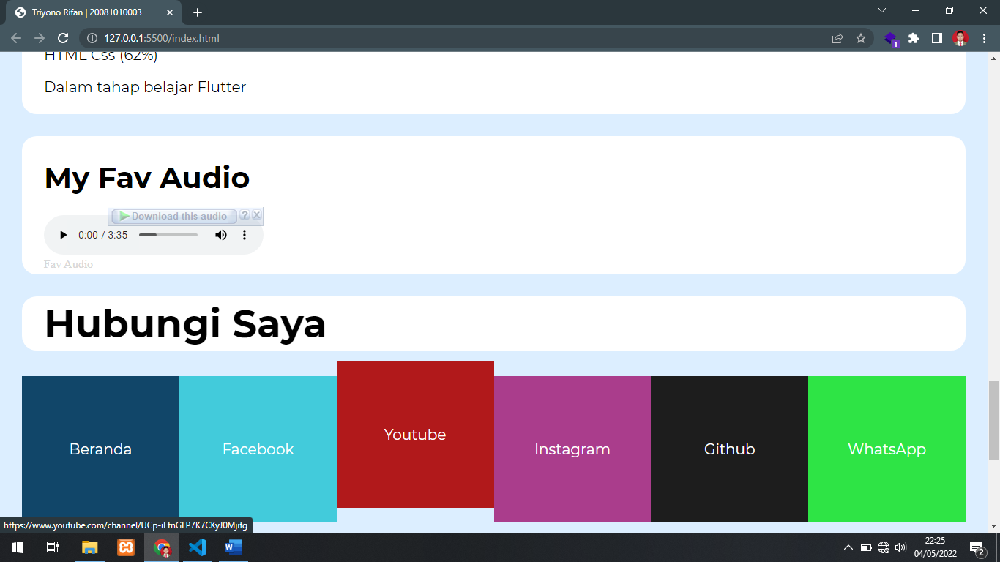 Triyono Rifan | 20081010003
127.0.0.1:5500/index.html
1
HTML Css (62%)
Dalam tahap belajar Flutter
My Fav Audio
Download this audio ? X
0:00 / 3:35
Fav Audio
Hubungi Saya
Beranda Facebook Youtube Instagram Github WhatsApp
https://www.youtube.com/channel/UCp-iFtnGLP7K7CKyJ0Mjifg
22:25
04/05/2022
2